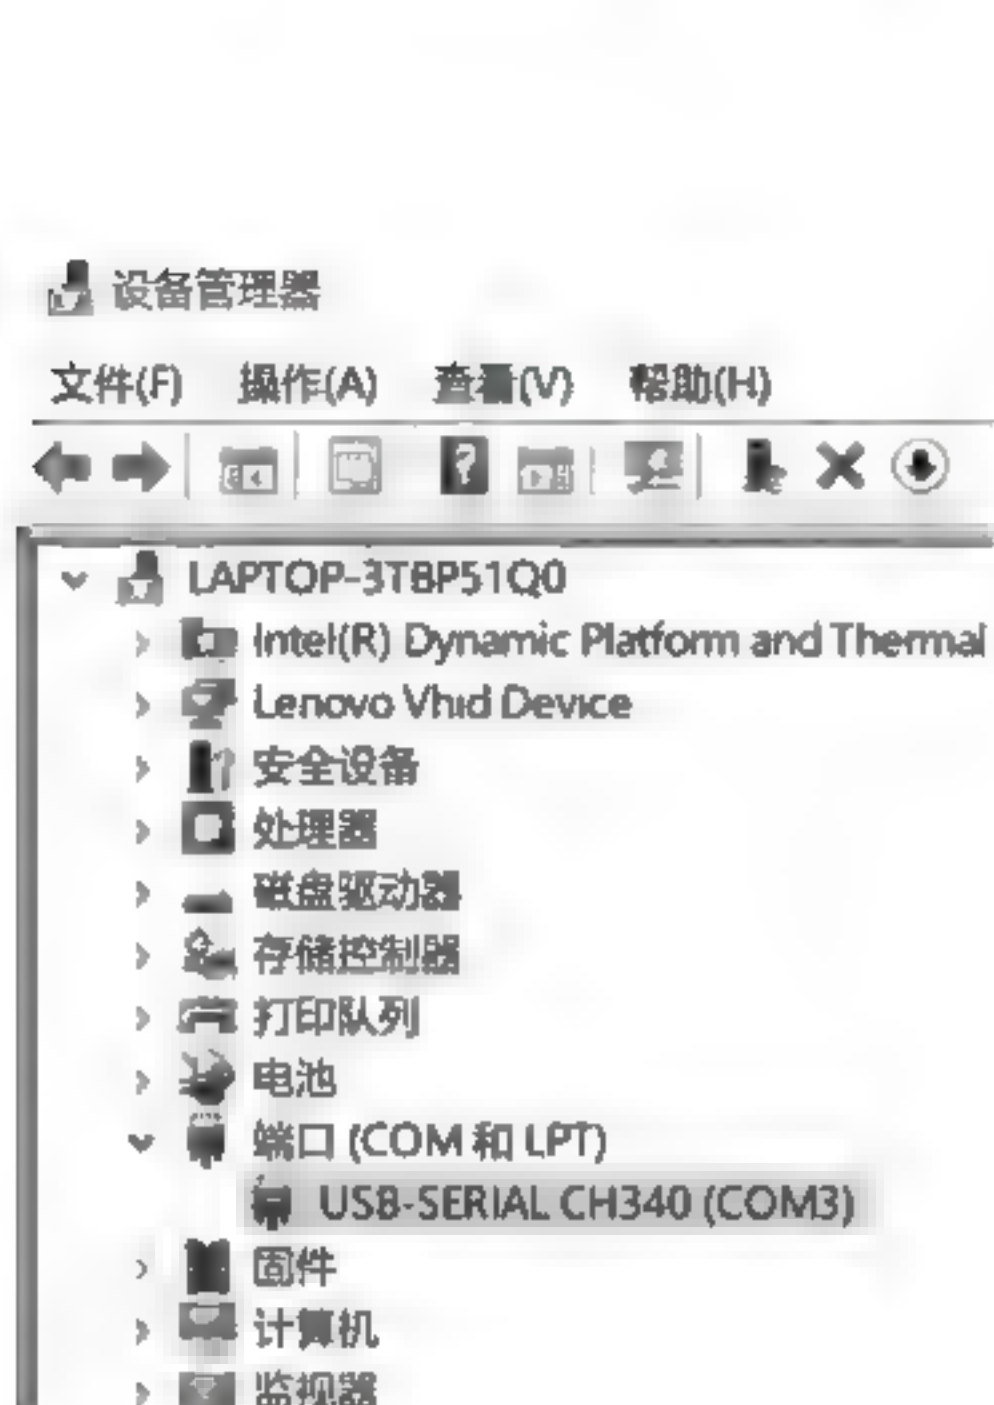 设备管理器
文件(F) 操作(A) 查看(V) 帮助(H)
LAPTOP-3TBP51Q0
Intel(R) Dynamic Platform and Thermal
Lenovo Vhid Device
安全设备
处理器
磁盘驱动器
存储控制器
打印队列
电池
端口 (COM 和 LPT)
USB-SERIAL CH340 (COM3)
固件
计算机
监视器